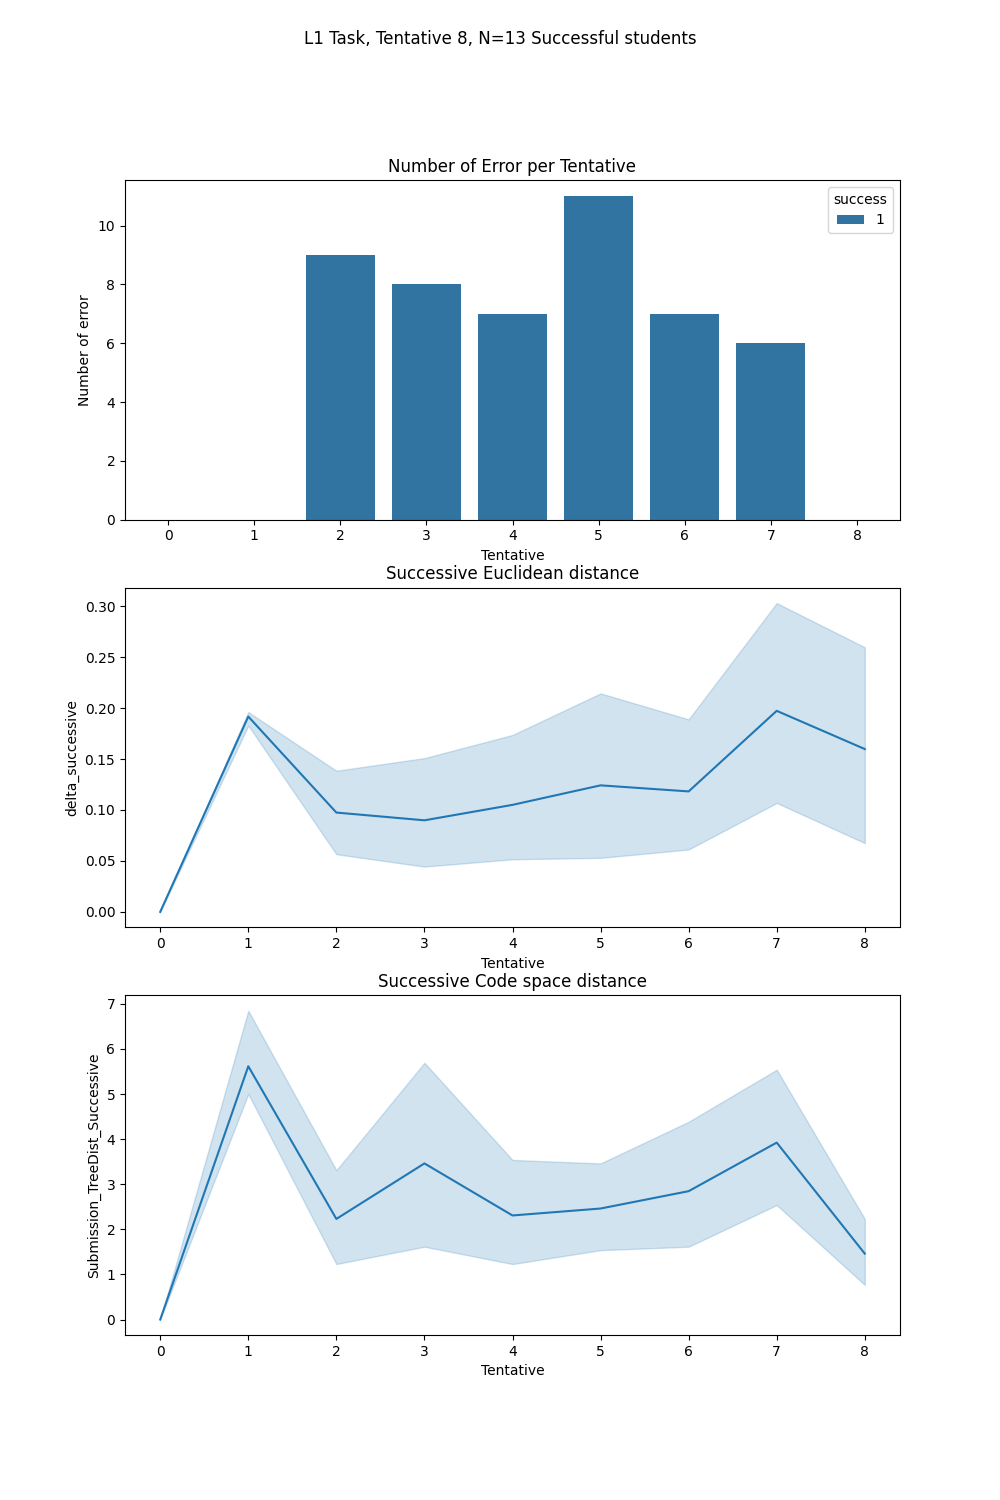 L1 Task, Tentative 8, N=13 Successful students
Number of Error per Tentative
success
1
10
8
6
4
2
0
Number of error
0 1 2 3 4 5 6 7 8
Tentative
Successive Euclidean distance
0.30
0.25
0.20
0.15
0.10
0.05
0.00
delta_successive
0 1 2 3 4 5 6 7 8
Tentative
Successive Code space distance
7
6
5
4
3
2
1
0
Submission_TreeDist_Successive
0 1 2 3 4 5 6 7 8
Tentative